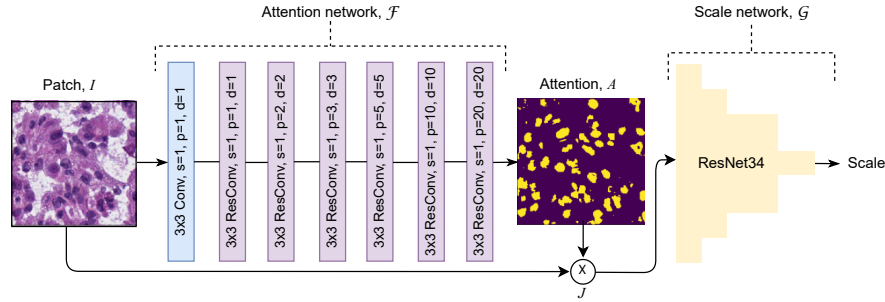 Attention network, ℱ
Scale network, 𝒢
Patch, I
3x3 Conv, s=1, p=1, d=1
3x3 ResConv, s=1, p=1, d=1
3x3 ResConv, s=1, p=2, d=2
3x3 ResConv, s=1, p=3, d=3
3x3 ResConv, s=1, p=5, d=5
3x3 ResConv, s=1, p=10, d=10
3x3 ResConv, s=1, p=20, d=20
Attention, A
ResNet34
Scale
X
J